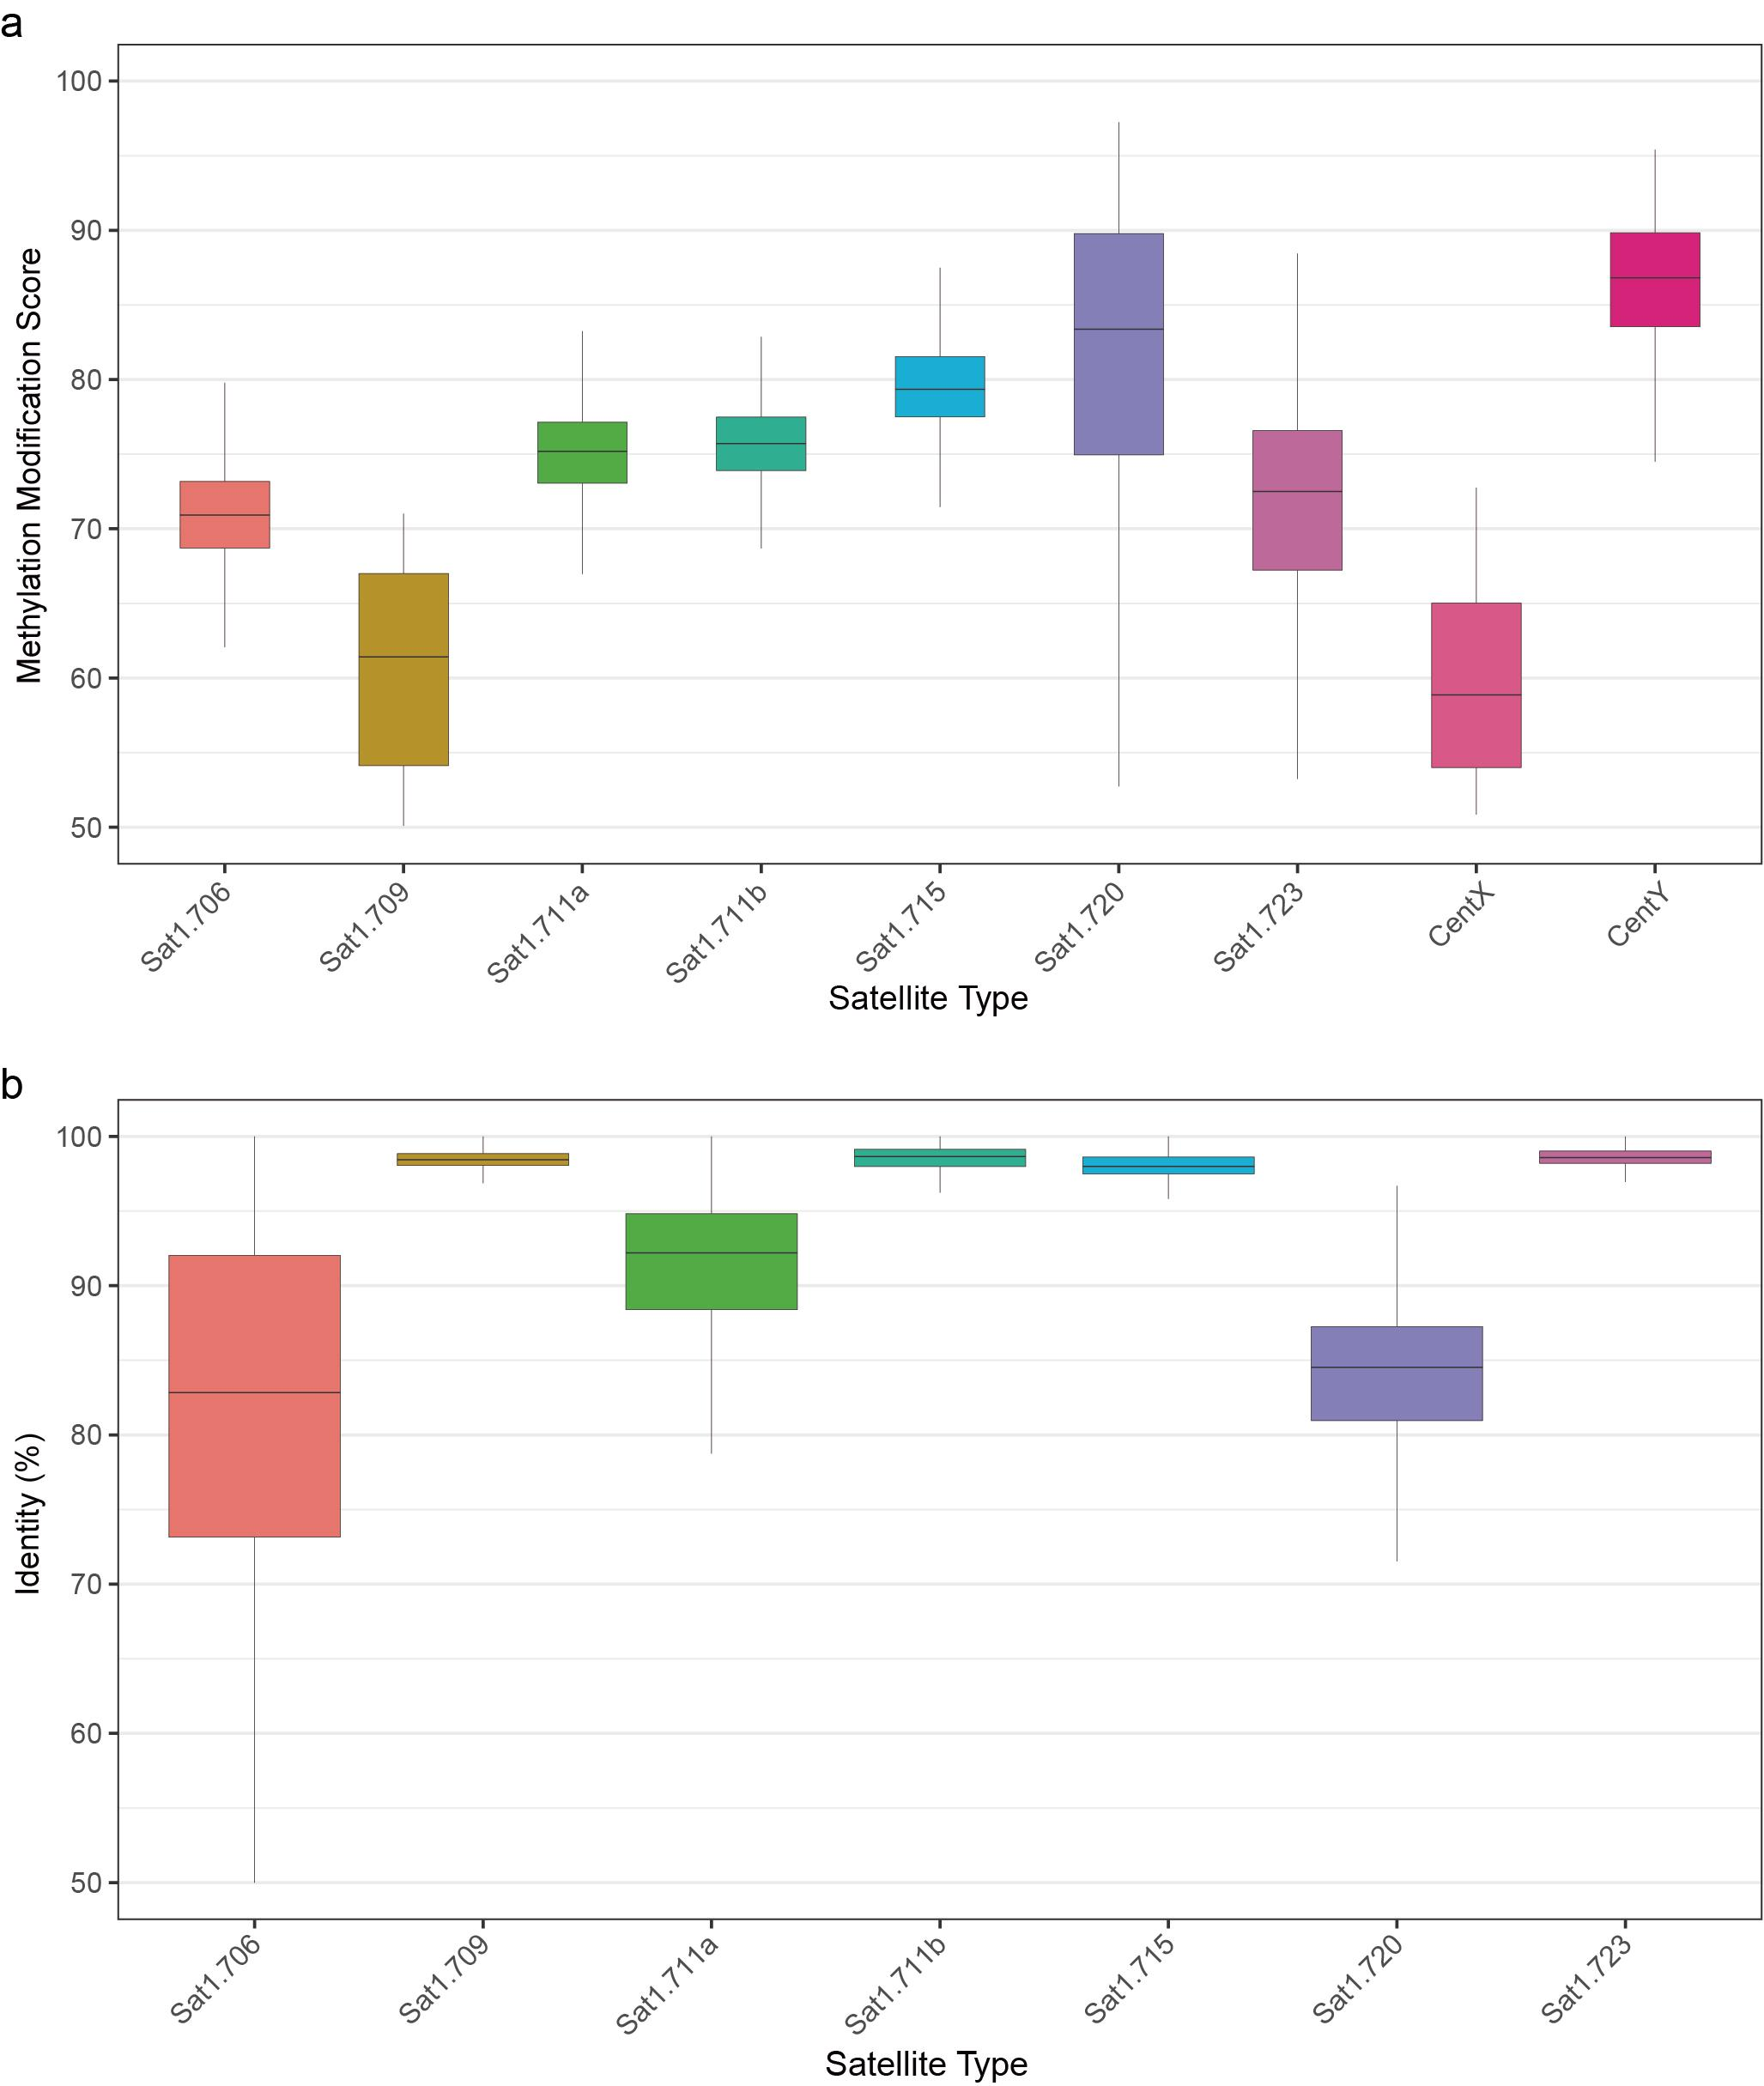 a
Methylation Modification Score
100
90
80
70
60
50
Sat1.706
Sat1.709
Sat1.711a
Sat1.711b
Sat1.715
Sat1.720
Sat1.723
CentX
CentY
Satellite Type
b
Identity (%)
100
90
80
70
60
50
Sat1.706
Sat1.709
Sat1.711a
Sat1.711b
Sat1.715
Sat1.720
Sat1.723
Satellite Type